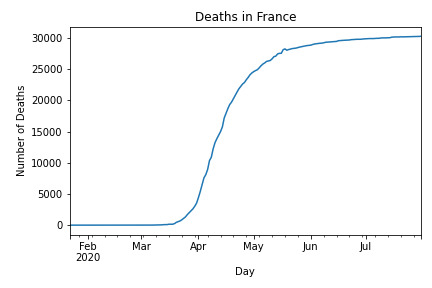 Deaths in France
Number of Deaths
30000
25000
20000
15000
10000
5000
0
Feb
2020
Mar
Apr
May
Jun
Jul
Day